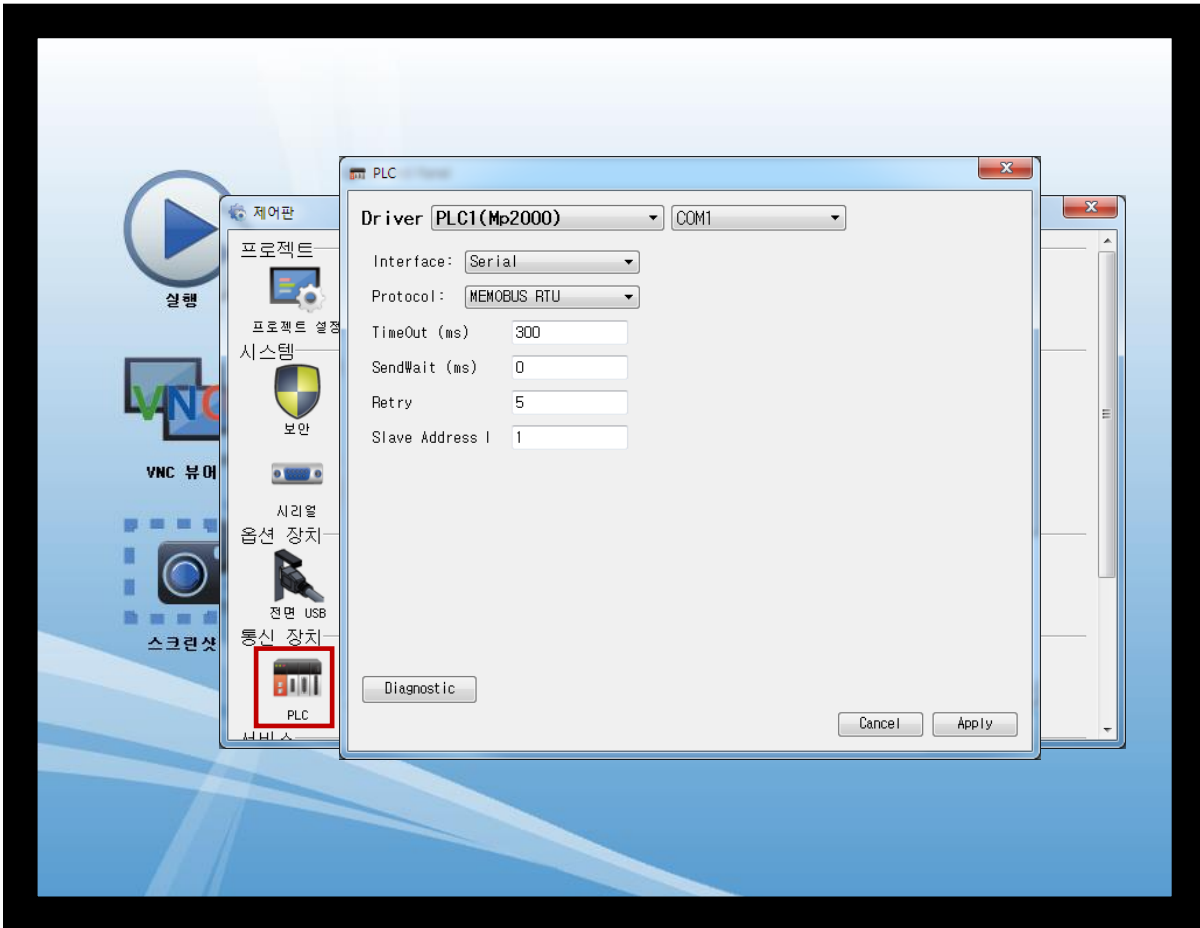 실행
VNC 뷰어
스크린샷
제어판
프로젝트
프로젝트 설정
시스템
보안
시리얼
옵션 장치
전면 USB
통신 장치
PLC
서비스
PLC
Driver PLC1(Mp2000) COM1
Interface: Serial
Protocol: MEMOBUS RTU
TimeOut (ms) 300
SendWait (ms) 0
Retry 5
Slave Address 1
Diagnostic
Cancel Apply